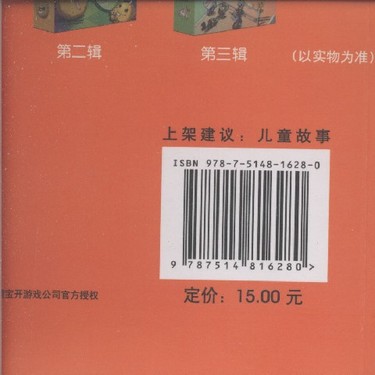 第二辑
第三辑
(以实物为准)
上架建议：儿童故事
ISBN 978-7-5148-1628-0
9 787514 816280 >
宝开游戏公司官方授权
定价：15.00 元